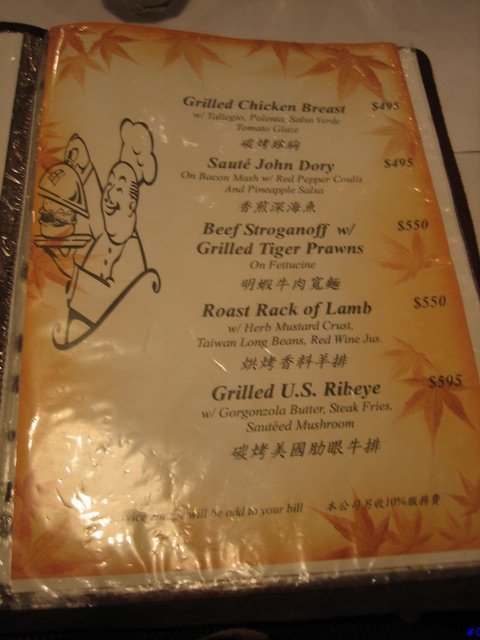 Grilled Chicken Breast $495
w/ Tallegio, Polenta, Salsa Verde
Tomato Glaze
碳烤雞胸
Sauté John Dory $495
On Bacon Mash w/ Red Pepper Coulis
And Pineapple Salsa
香煎深海魚
Beef Stroganoff w/ $550
Grilled Tiger Prawns
On Fettucine
明蝦牛肉寬麵
Roast Rack of Lamb $550
w/ Herb Mustard Crust,
Taiwan Long Beans, Red Wine Jus.
烘烤香料羊排
Grilled U.S. Ribeye $595
w/ Gorgonzola Butter, Steak Fries,
Sautéed Mushroom
碳烤美國肋眼牛排
will be add to your bill 本公司另收10%服務費